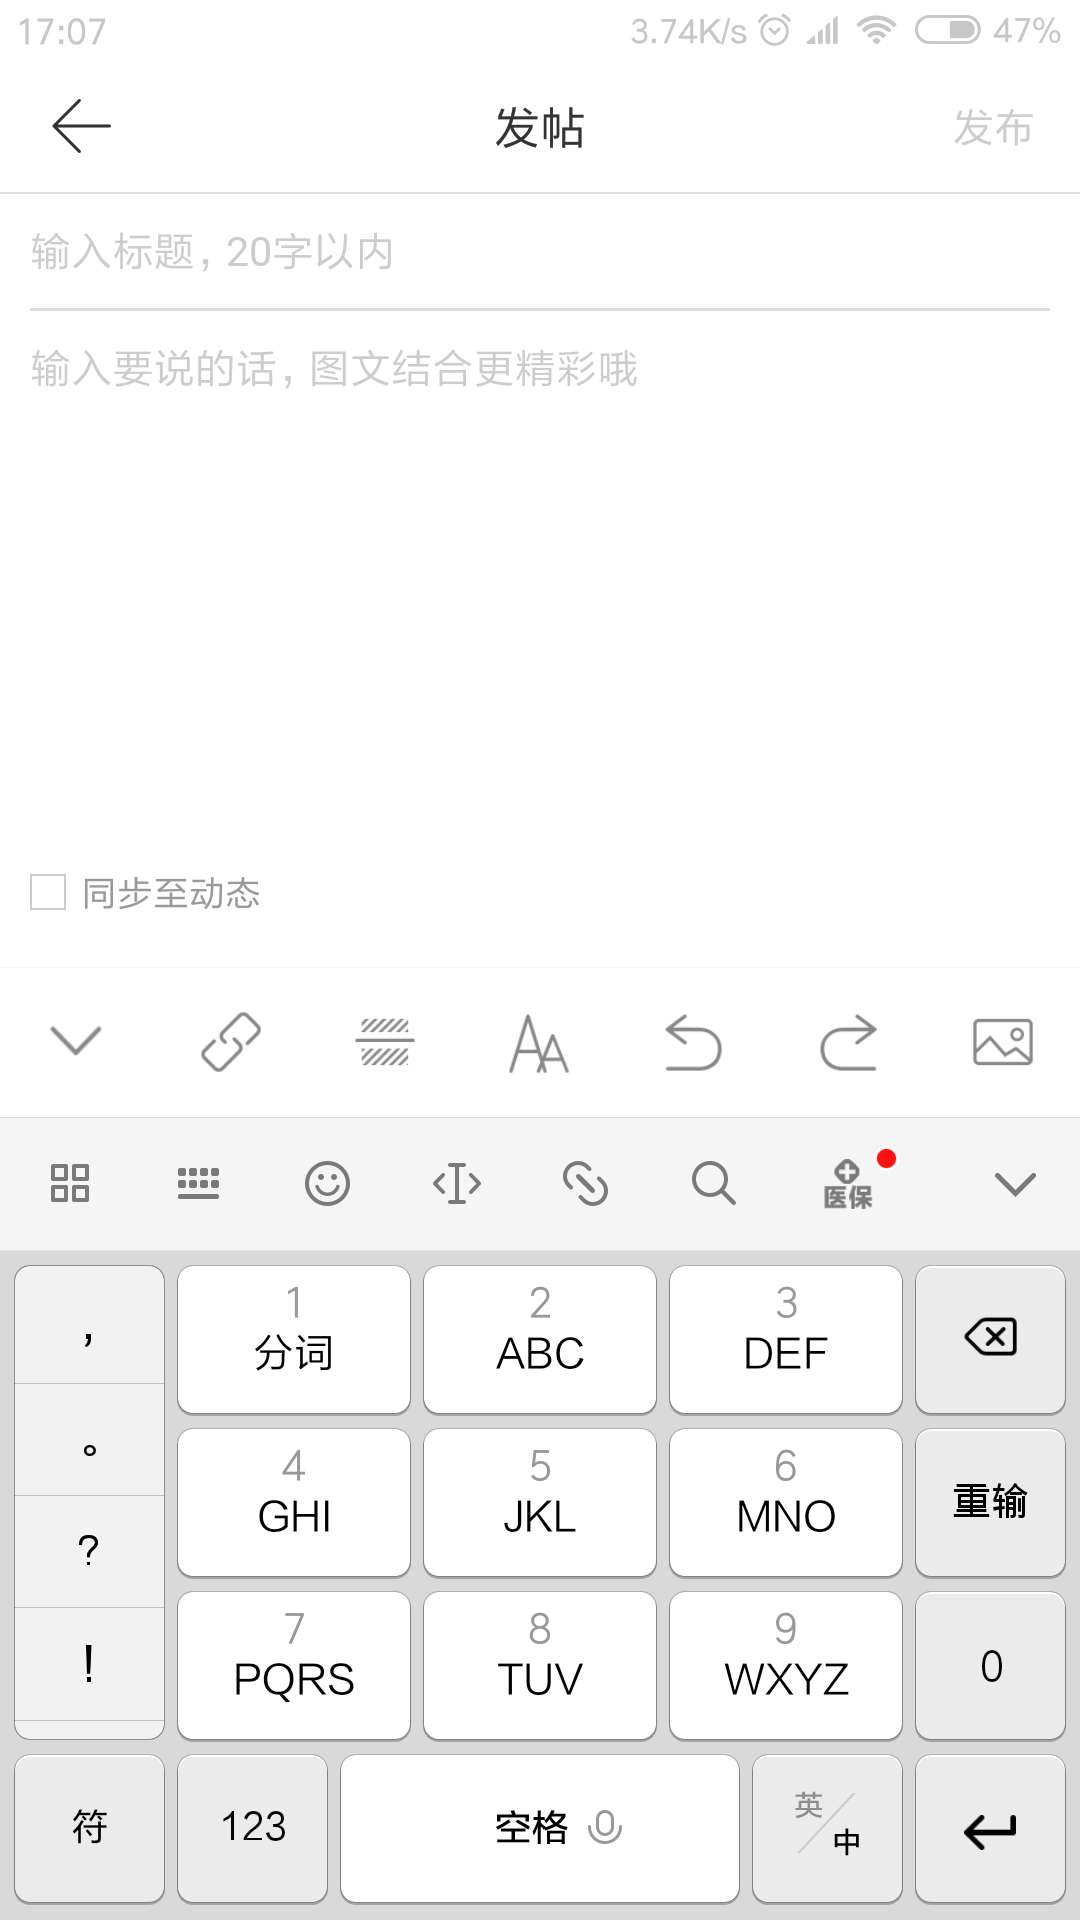 17:07 3.74K/s 47%
发帖 发布
输入标题, 20字以内
输入要说的话, 图文结合更精彩哦
同步至动态
医保
, 1 2 3
分词 ABC DEF
。 4 5 6
GHI JKL MNO 重输
?
! 7 8 9
PQRS TUV WXYZ 0
符 123 空格 英/中